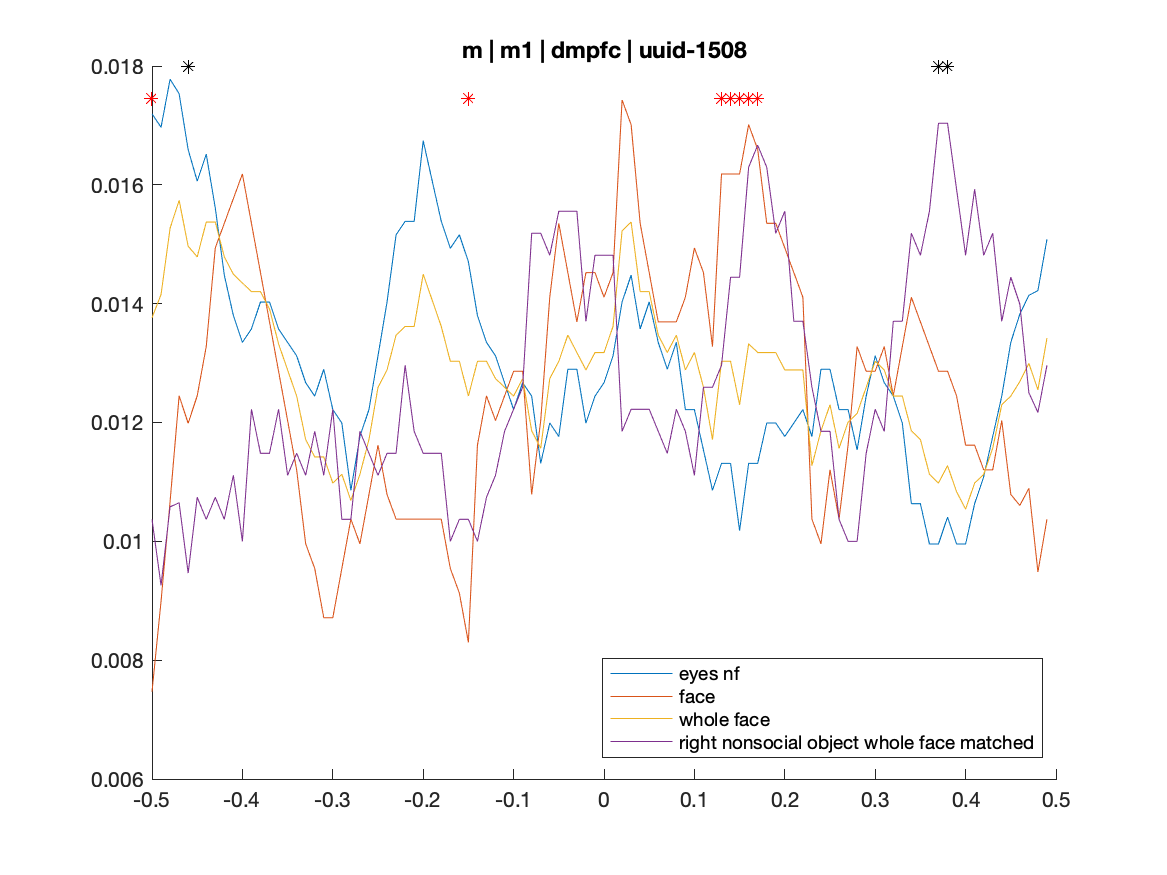 m | m1 | dmpfc | uuid-1508
0.018
0.016
0.014
0.012
0.01
0.008
0.006
-0.5 -0.4 -0.3 -0.2 -0.1 0 0.1 0.2 0.3 0.4 0.5
eyes nf
face
whole face
right nonsocial object whole face matched